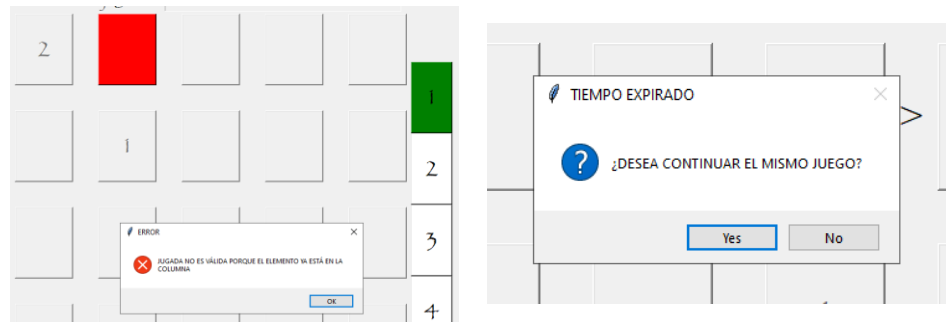 2
1
1
2
3
4
ERROR
JUGADA NO ES VÁLIDA PORQUE EL ELEMENTO YA ESTÁ EN LA
COLUMNA
OK
TIEMPO EXPIRADO
>
¿DESEA CONTINUAR EL MISMO JUEGO?
Yes
No